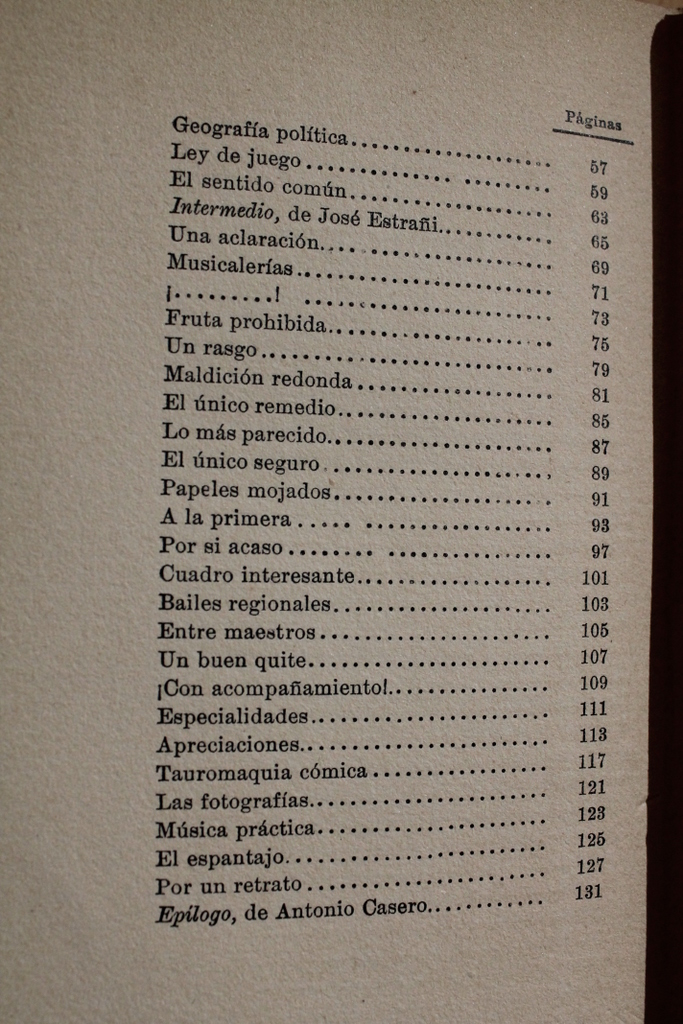 Páginas
Geografía política.................... 57
Ley de juego.................... 59
El sentido común.................... 63
Intermedio, de José Estrañi.......... 65
Una aclaración.................... 69
Musicalerías.................... 71
¡.........! .................... 73
Fruta prohibida.................... 75
Un rasgo.................... 79
Maldición redonda.................... 81
El único remedio.................... 85
Lo más parecido.................... 87
El único seguro.................... 89
Papeles mojados.................... 91
A la primera..... ............... 93
Por si acaso........ ............. 97
Cuadro interesante.................. 101
Bailes regionales.................... 103
Entre maestros.................... 105
Un buen quite.................... 107
¡Con acompañamiento!............... 109
Especialidades.................... 111
Apreciaciones.................... 113
Tauromaquia cómica................ 117
Las fotografías.................... 121
Música práctica.................... 123
El espantajo.................... 125
Por un retrato.................... 127
Epílogo, de Antonio Casero........... 131